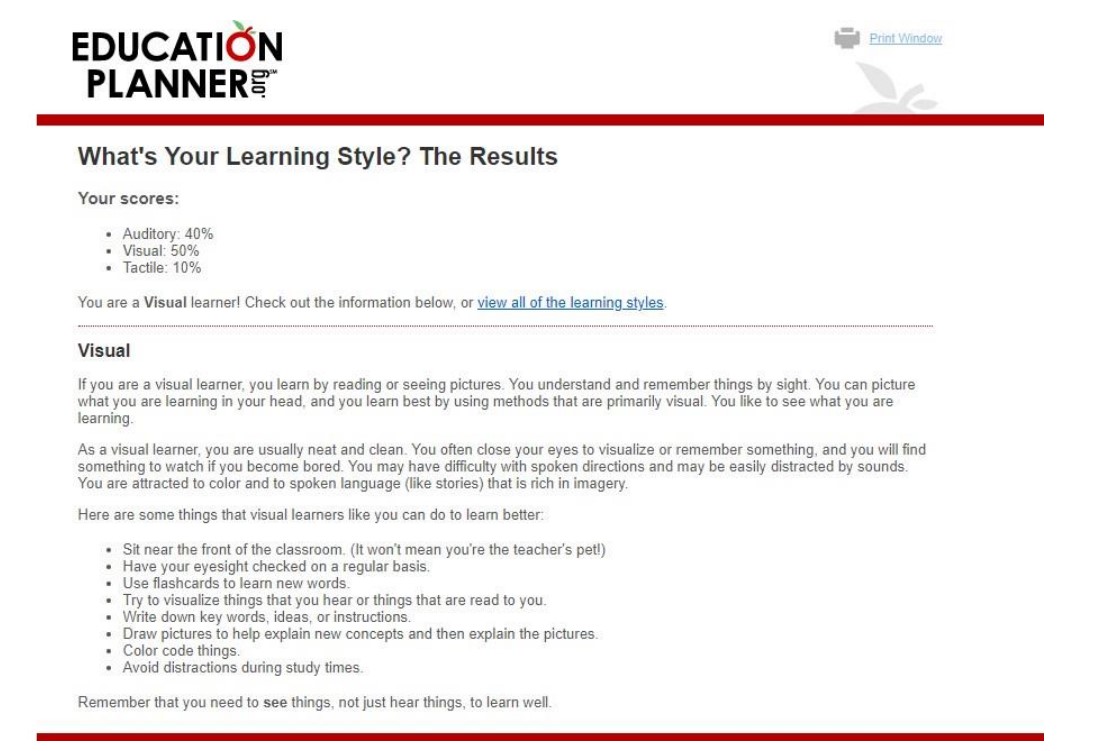 EDUCATION
PLANNER.org℠
Print Window
What's Your Learning Style? The Results
Your scores:
• Auditory: 40%
• Visual: 50%
• Tactile: 10%
You are a Visual learner! Check out the information below, or view all of the learning styles.
Visual
If you are a visual learner, you learn by reading or seeing pictures. You understand and remember things by sight. You can picture
what you are learning in your head, and you learn best by using methods that are primarily visual. You like to see what you are
learning.
As a visual learner, you are usually neat and clean. You often close your eyes to visualize or remember something, and you will find
something to watch if you become bored. You may have difficulty with spoken directions and may be easily distracted by sounds.
You are attracted to color and to spoken language (like stories) that is rich in imagery.
Here are some things that visual learners like you can do to learn better:
• Sit near the front of the classroom. (It won't mean you're the teacher's pet!)
• Have your eyesight checked on a regular basis.
• Use flashcards to learn new words.
• Try to visualize things that you hear or things that are read to you.
• Write down key words, ideas, or instructions.
• Draw pictures to help explain new concepts and then explain the pictures.
• Color code things.
• Avoid distractions during study times.
Remember that you need to see things, not just hear things, to learn well.